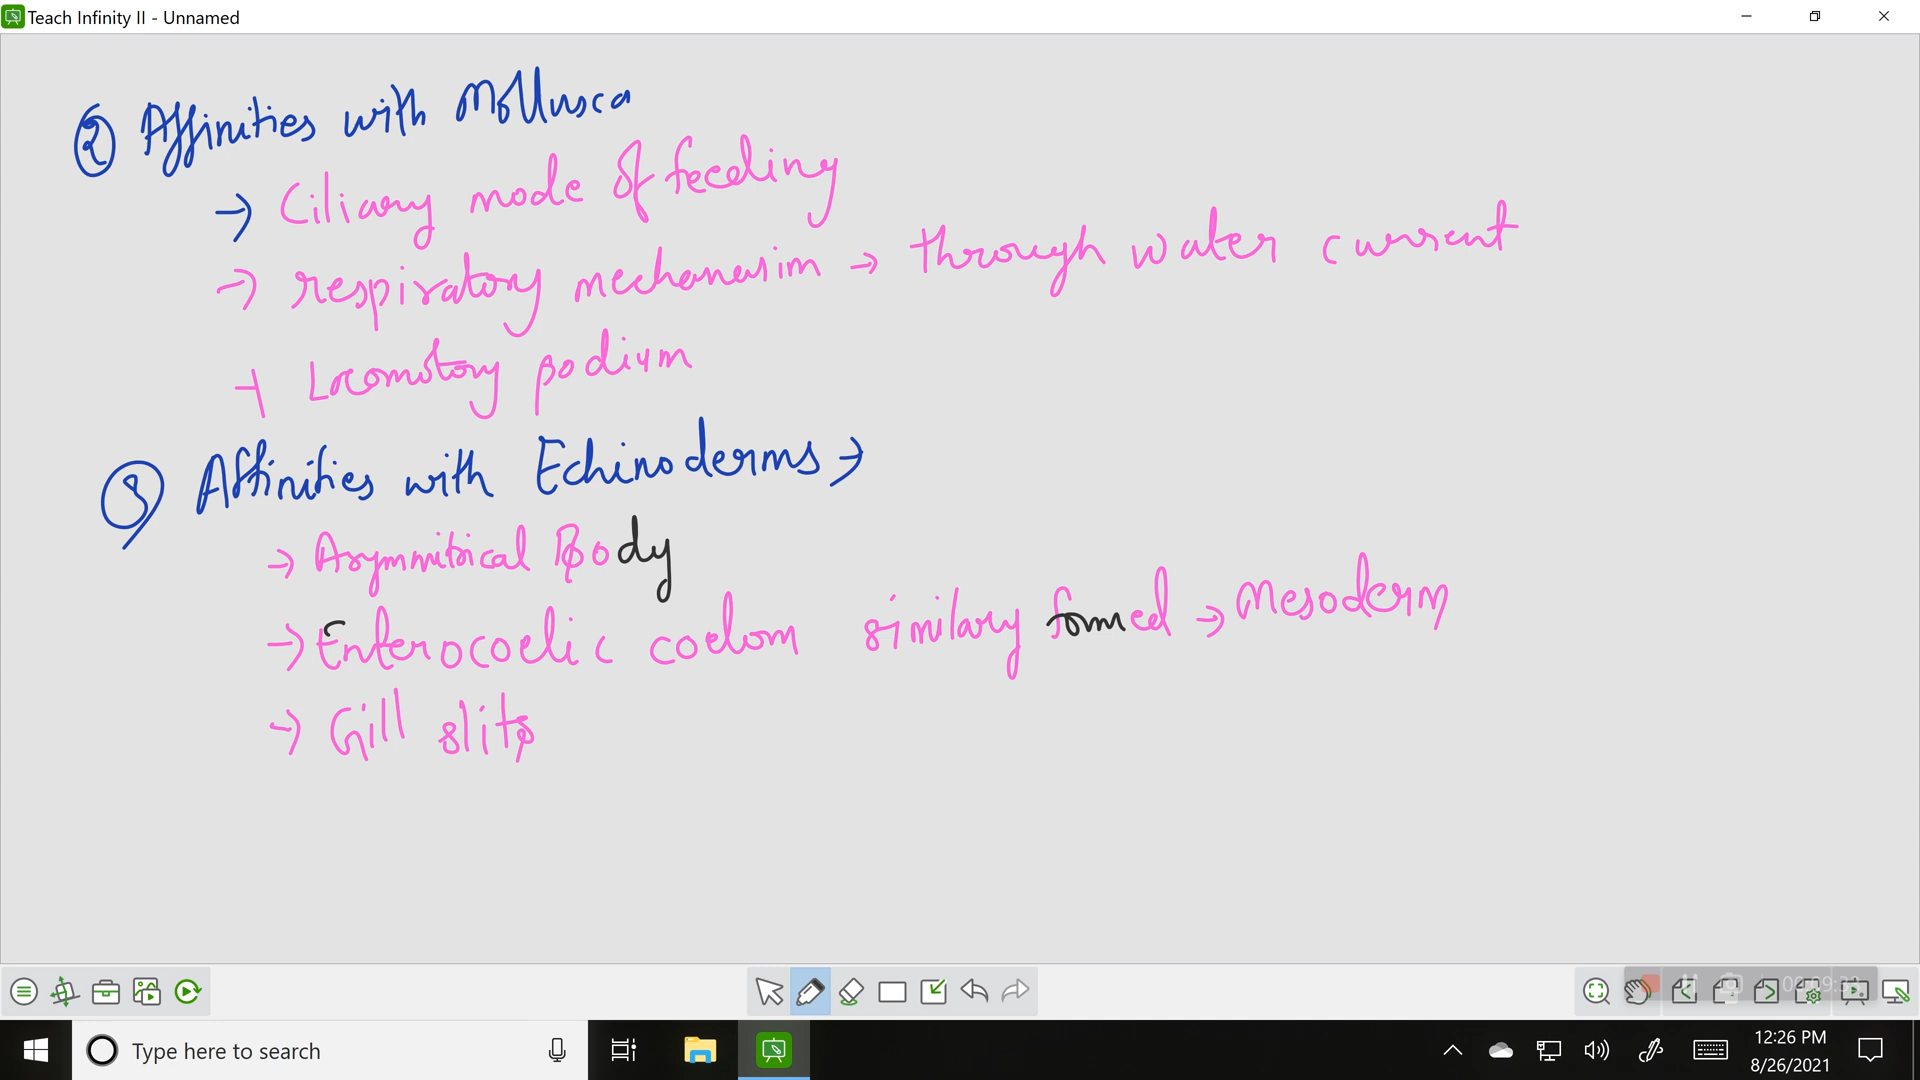 Teach Infinity II - Unnamed
② Affinities with Mollusca
→ Ciliary mode of feeding
→ respiratory mechanasim → through water current
→ Locomotory podium
③ Affinities with Echinoderms →
→ Asymmitrical Body
→ Enterocoelic coelom similary formed → Mesoderm
→ Gill slits
Type here to search
12:26 PM
8/26/2021